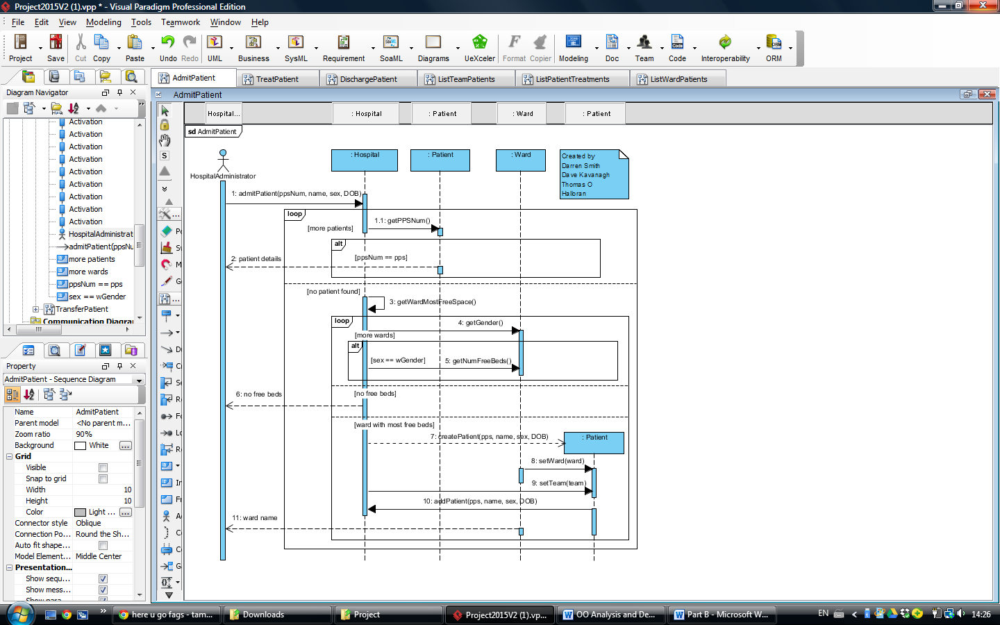 Project2015V2 (1).vpp * - Visual Paradigm Professional Edition
File Edit View Modeling Tools Teamwork Window Help
Project Save Cut Copy Paste Undo Redo UML Business SysML Requirement SoaML Diagrams UeXceler Format Copier Modeling Doc Team Code Interoperability ORM
AdmitPatient TreatPatient DischargePatient ListTeamPatients ListPatientTreatments ListWardPatients
Diagram Navigator
AdmitPatient
Activation
Activation
Activation
Activation
Activation
Activation
Activation
Activation
Activation
HospitalAdministrat
admitPatient(ppsNu
more patients
more wards
ppsNum == pps
sex == wGender
TransferPatient
Communication Diagrar
Property
AdmitPatient - Sequence Diagram
Name AdmitPatient
Parent model <No parent m...
Zoom ratio 90%
Background White ...
Grid
Visible
Snap to grid
Width 10
Height 10
Color Light ... ...
Connector style Oblique
Connection Po... Round the Sh...
Auto fit shape...
Model Element... Middle Center
Presentation...
Show sequ...
Show mess...
Show para
S
Hospital... : Hospital : Patient : Ward : Patient
sd AdmitPatient
: Hospital : Patient : Ward
Created by
Darren Smith
Dave Kavanagh
Thomas O
Halloran
HospitalAdministrator
1: admitPatient(ppsNum, name, sex, DOB)
loop
1.1: getPPSNum()
[more patients]
alt
2: patient details [ppsNum == pps]
[no patient found]
3: getWardMostFreeSpace()
loop
4: getGender()
[more wards]
alt
[sex == wGender] 5: getNumFreeBeds()
6: no free beds [no free beds]
[ward with most free beds]
7: createPatient(pps, name, sex, DOB) : Patient
8: setWard(ward)
9: setTeam(team)
10: addPatient(pps, name, sex, DOB)
11: ward name
here u go fags - tam... Downloads Project Project2015V2 (1).vp... OO Analysis and De... Part B - Microsoft W... EN 14:26